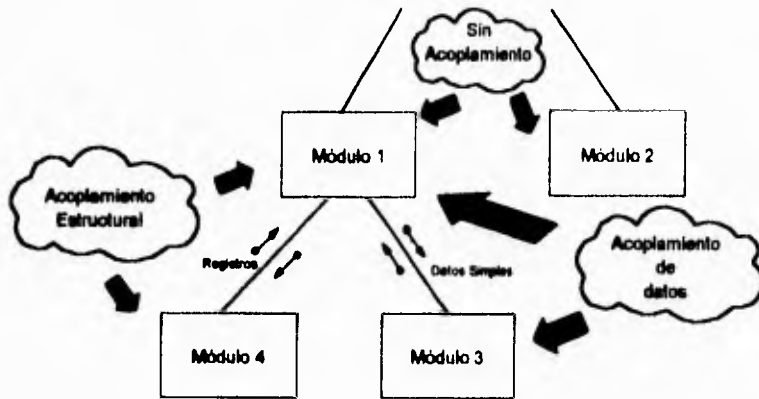 Sin
Acoplamiento
Módulo 1
Módulo 2
Acoplamiento
Estructural
Registros
Datos Simples
Acoplamiento
de
datos
Módulo 4
Módulo 3